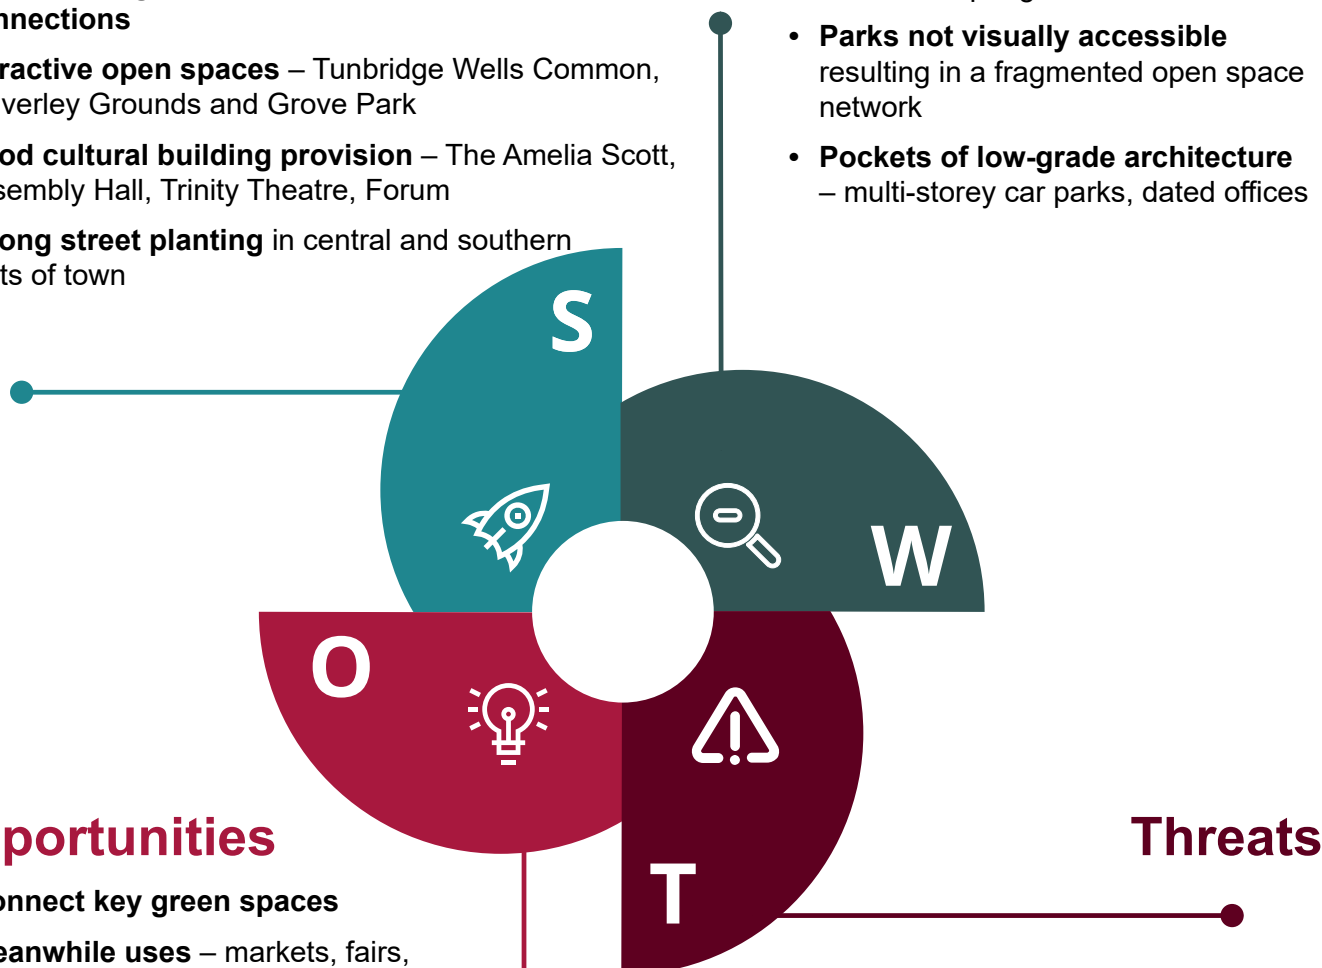 nnections
ractive open spaces – Tunbridge Wells Common,
verley Grounds and Grove Park
od cultural building provision – The Amelia Scott,
sembly Hall, Trinity Theatre, Forum
ong street planting in central and southern
ts of town
• Parks not visually accessible
resulting in a fragmented open space
network
• Pockets of low-grade architecture
– multi-storey car parks, dated offices
S
W
O
T
portunities
onnect key green spaces
eanwhile uses – markets, fairs,
Threats